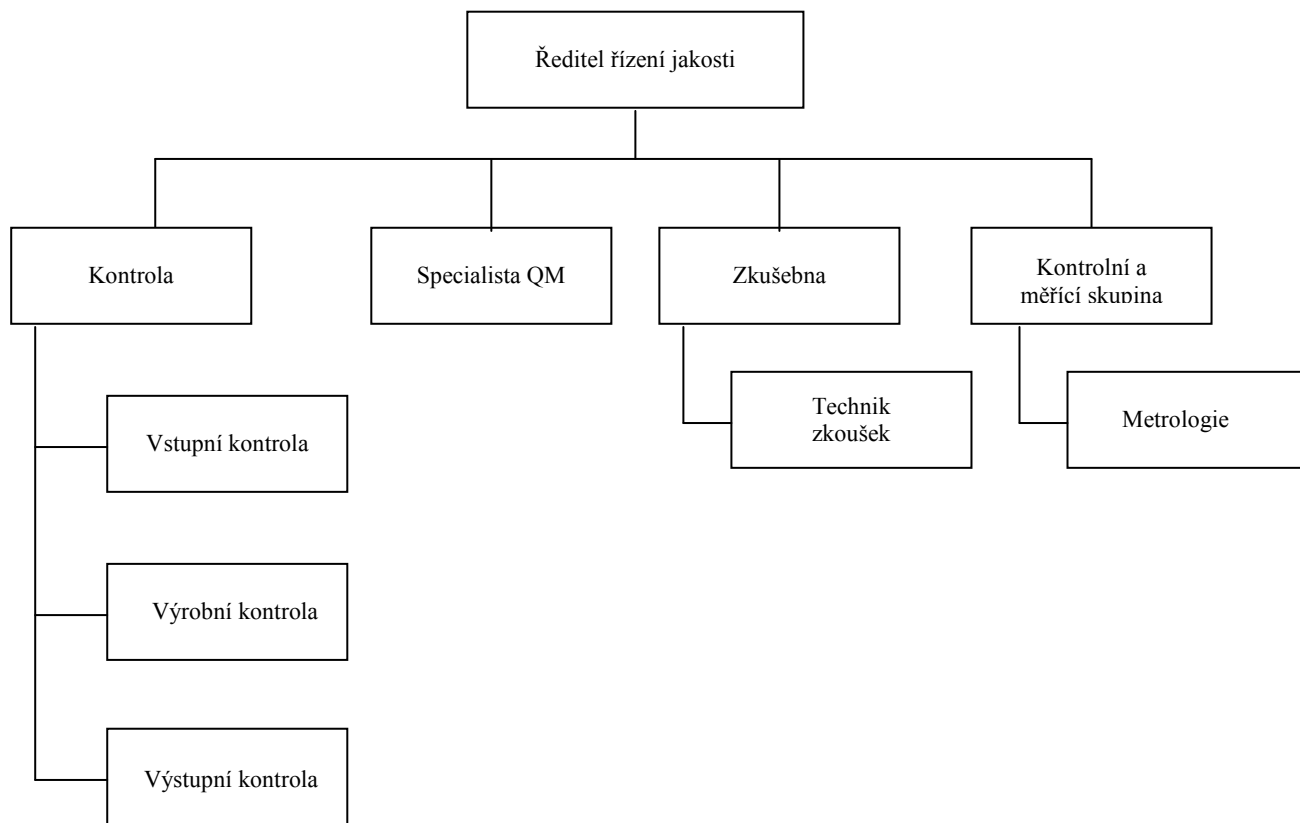 Ředitel řízení jakosti
Kontrola
Specialista QM
Zkušebna
Kontrolní a
měřící skupina
Technik
zkoušek
Metrologie
Vstupní kontrola
Výrobní kontrola
Výstupní kontrola